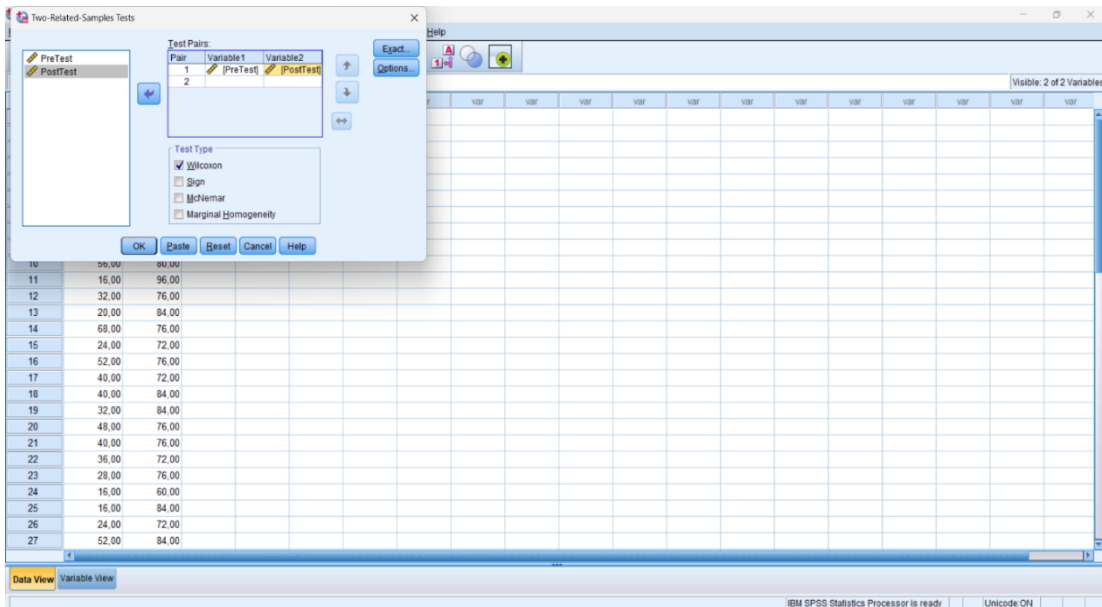 Two-Related-Samples Tests
Help
PreTest
PostTest
Test Pairs:
Pair Variable1 Variable2
1 [PreTest] [PostTest]
2
Exact...
Options...
Test Type
Wilcoxon
Sign
McNemar
Marginal Homogeneity
OK Paste Reset Cancel Help
Visible: 2 of 2 Variables
var var var var var var var var var var var var
10 56,00 80,00
11 16,00 96,00
12 32,00 76,00
13 20,00 84,00
14 68,00 76,00
15 24,00 72,00
16 52,00 76,00
17 40,00 72,00
18 40,00 84,00
19 32,00 84,00
20 48,00 76,00
21 40,00 76,00
22 36,00 72,00
23 28,00 76,00
24 16,00 60,00
25 16,00 84,00
26 24,00 72,00
27 52,00 84,00
Data View Variable View
IBM SPSS Statistics Processor is ready Unicode:ON